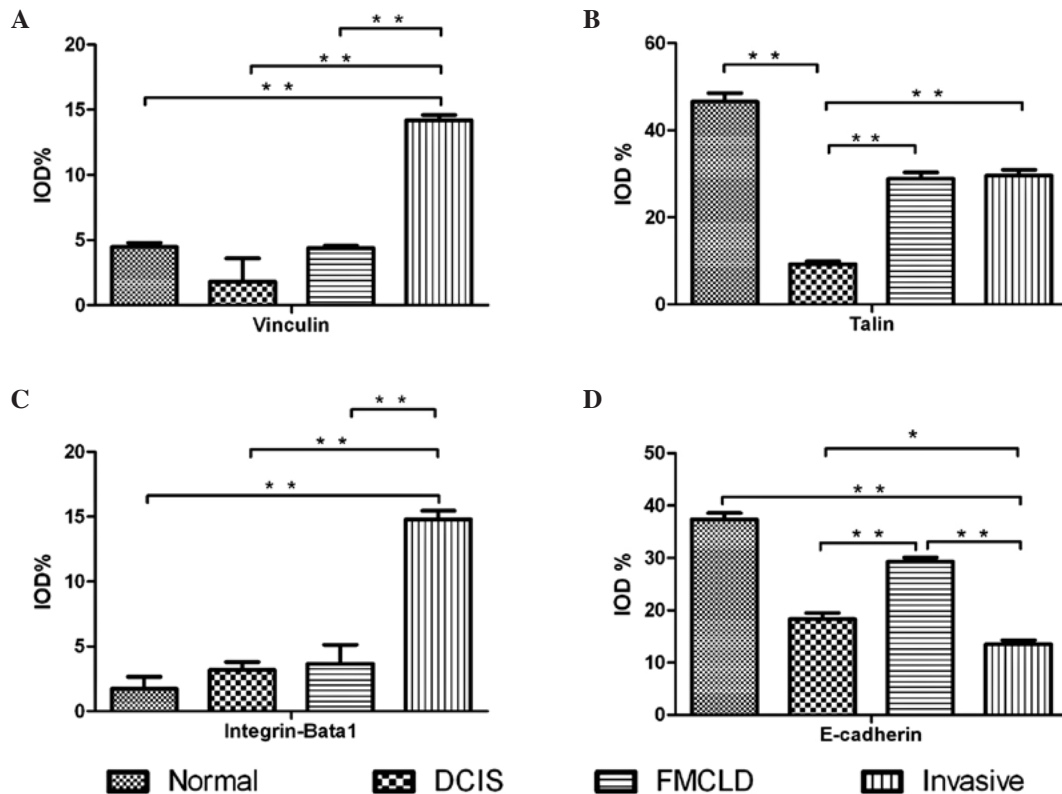 A
20
15
10
5
0
IOD%
* *
* *
* *
Vinculin
B
60
40
20
0
IOD %
* *
* *
* *
Talin
C
20
15
10
5
0
IOD%
* *
* *
* *
Integrin-Bata1
D
50
40
30
20
10
0
IOD %
*
* *
* *
* *
E-cadherin
Normal
DCIS
FMCLD
Invasive